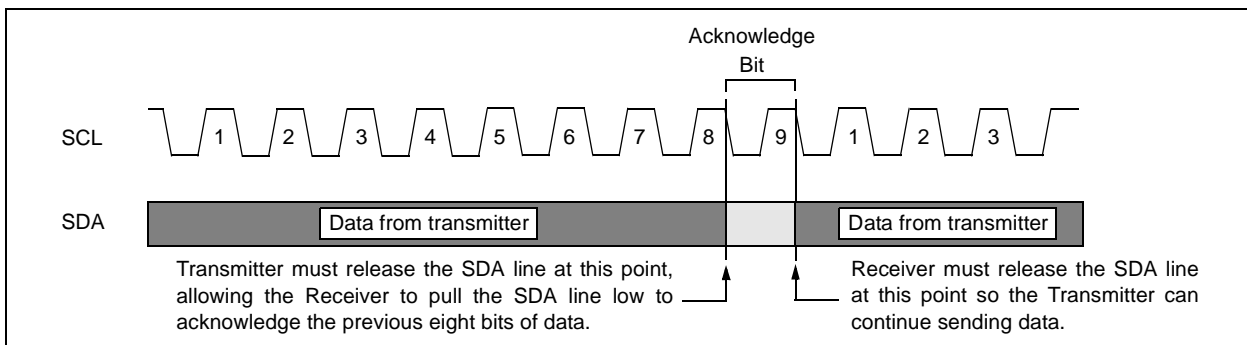 Acknowledge
Bit
SCL
1 2 3 4 5 6 7 8 9 1 2 3
SDA
Data from transmitter
Data from transmitter
Transmitter must release the SDA line at this point,
allowing the Receiver to pull the SDA line low to
acknowledge the previous eight bits of data.
Receiver must release the SDA line
at this point so the Transmitter can
continue sending data.